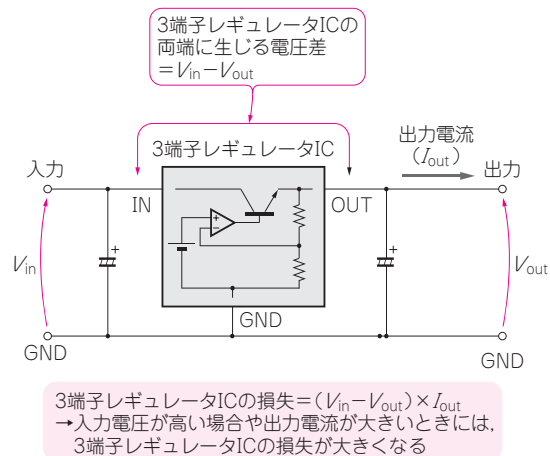 3端子レギュレータICの
両端に生じる電圧差
=Vin−Vout
3端子レギュレータIC
出力電流
(Iout)
入力
出力
IN
OUT
+
−
+
+
Vin
Vout
GND
GND
GND
3端子レギュレータICの損失=(Vin−Vout)×Iout
→入力電圧が高い場合や出力電流が大きいときには,
3端子レギュレータICの損失が大きくなる